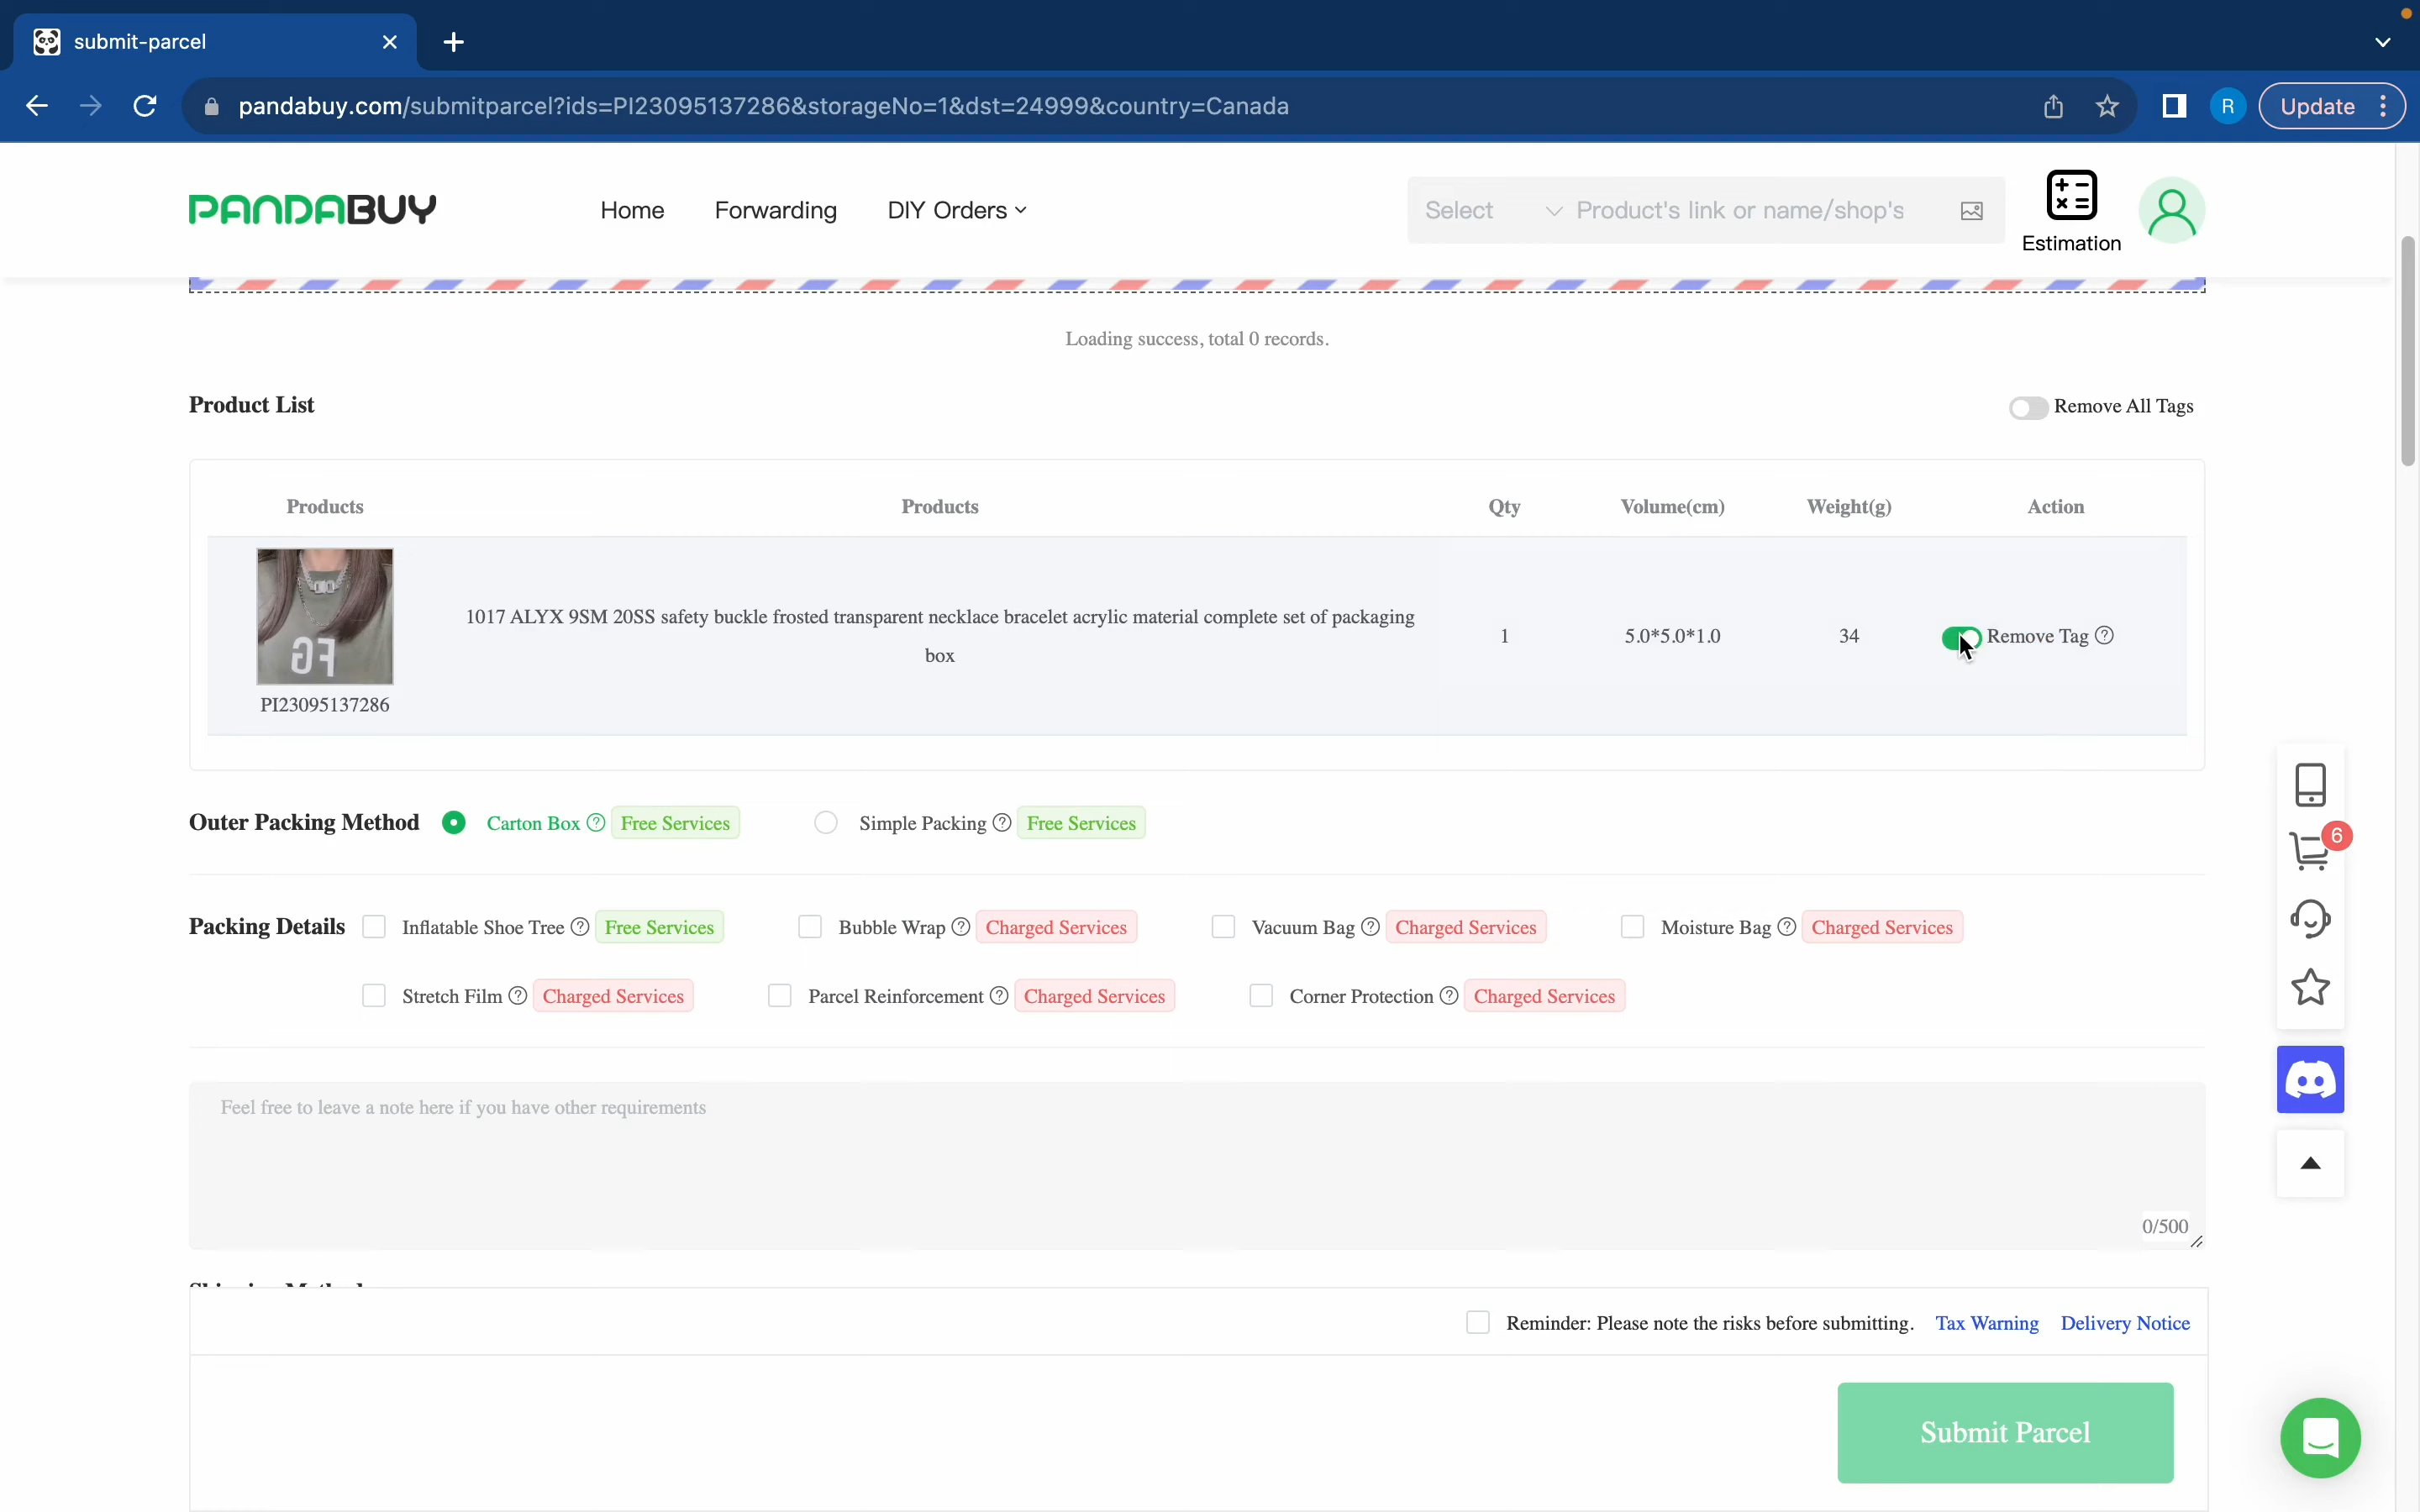 submit-parcel
pandabuy.com/submitparcel?ids=PI23095137286&storageNo=1&dst=24999&country=Canada
R
Update
PANDABUY
Home
Forwarding
DIY Orders
Select
Product's link or name/shop's
Estimation
Loading success, total 0 records.
Product List
Remove All Tags
Products
Products
Qty
Volume(cm)
Weight(g)
Action
1017 ALYX 9SM 20SS safety buckle frosted transparent necklace bracelet acrylic material complete set of packaging
box
1
5.0*5.0*1.0
34
Remove Tag
PI23095137286
Outer Packing Method
Carton Box
Free Services
Simple Packing
Free Services
6
Packing Details
Inflatable Shoe Tree
Free Services
Bubble Wrap
Charged Services
Vacuum Bag
Charged Services
Moisture Bag
Charged Services
Stretch Film
Charged Services
Parcel Reinforcement
Charged Services
Corner Protection
Charged Services
Feel free to leave a note here if you have other requirements
0/500
Reminder: Please note the risks before submitting.
Tax Warning
Delivery Notice
Submit Parcel